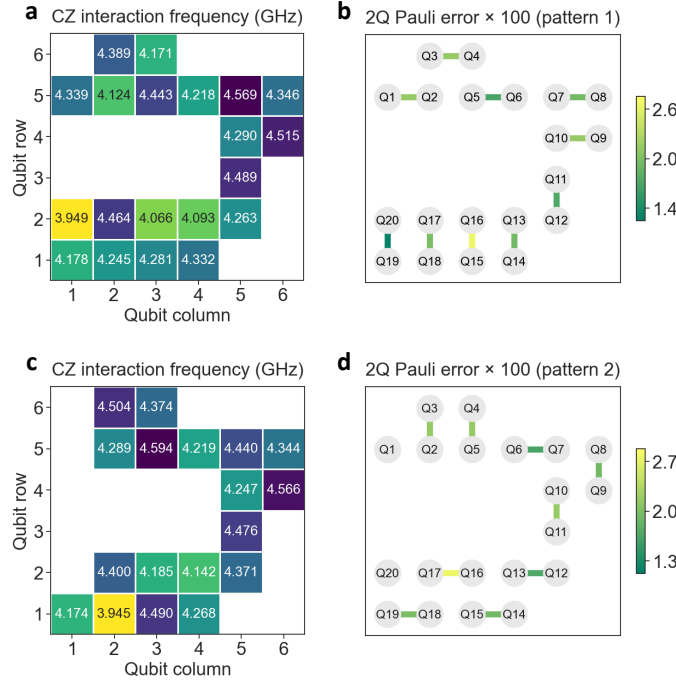 a
CZ interaction frequency (GHz)
6
4.389 4.171
5
4.339 4.124 4.443 4.218 4.569 4.346
4
4.290 4.515
3
4.489
2
3.949 4.464 4.066 4.093 4.263
1
4.178 4.245 4.281 4.332
1 2 3 4 5 6
Qubit column
Qubit row
b
2Q Pauli error × 100 (pattern 1)
Q3 Q4
Q1 Q2 Q5 Q6 Q7 Q8
Q10 Q9
Q11
Q20 Q17 Q16 Q13 Q12
Q19 Q18 Q15 Q14
2.6
2.0
1.4
c
CZ interaction frequency (GHz)
6
4.504 4.374
5
4.289 4.594 4.219 4.440 4.344
4
4.247 4.566
3
4.476
2
4.400 4.185 4.142 4.371
1
4.174 3.945 4.490 4.268
1 2 3 4 5 6
Qubit column
Qubit row
d
2Q Pauli error × 100 (pattern 2)
Q3 Q4
Q1 Q2 Q5 Q6 Q7 Q8
Q10 Q9
Q11
Q20 Q17 Q16 Q13 Q12
Q19 Q18 Q15 Q14
2.7
2.0
1.3